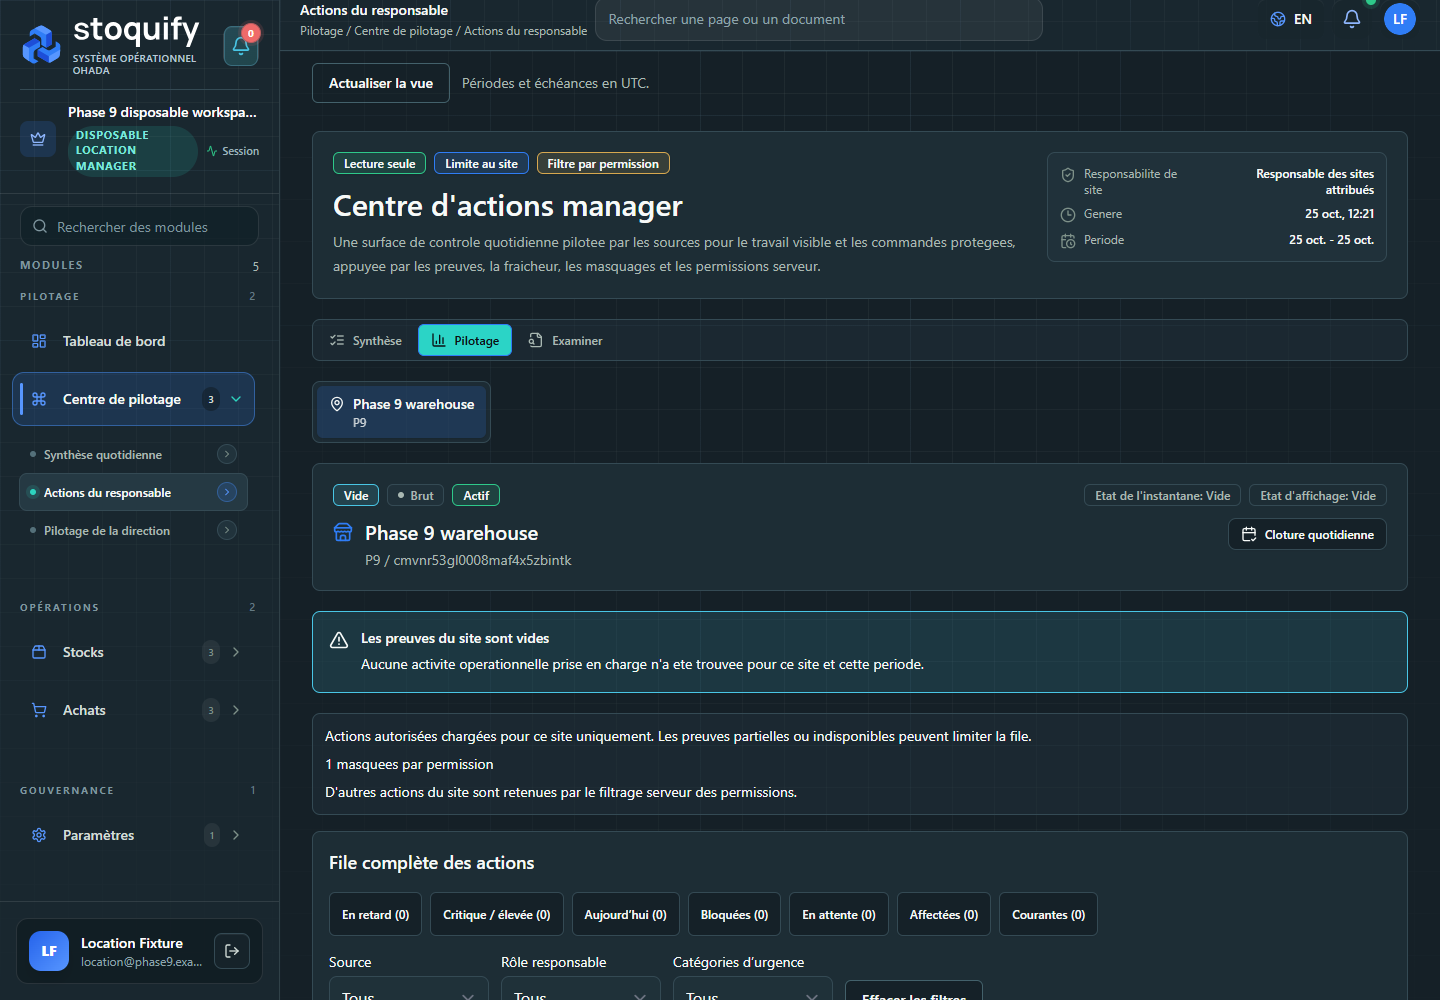 stoquify
SYSTÈME OPÉRATIONNEL
OHADA
0
Phase 9 disposable workspa...
DISPOSABLE
LOCATION
MANAGER
Session
Rechercher des modules
MODULES 5
PILOTAGE 2
Tableau de bord
Centre de pilotage 3
Synthèse quotidienne
Actions du responsable
Pilotage de la direction
OPÉRATIONS 2
Stocks 3
Achats 3
GOUVERNANCE 1
Paramètres 1
LF
Location Fixture
location@phase9.exa...
Actions du responsable
Pilotage / Centre de pilotage / Actions du responsable
Rechercher une page ou un document
EN
LF
Actualiser la vue
Périodes et échéances en UTC.
Lecture seule
Limite au site
Filtre par permission
Centre d'actions manager
Une surface de controle quotidienne pilotee par les sources pour le travail visible et les commandes protegees,
appuyee par les preuves, la fraicheur, les masquages et les permissions serveur.
Responsabilite de
site
Responsable des sites
attribués
Genere
25 oct., 12:21
Periode
25 oct. - 25 oct.
Synthèse
Pilotage
Examiner
Phase 9 warehouse
P9
Vide
Brut
Actif
Etat de l'instantane: Vide
Etat d'affichage: Vide
Phase 9 warehouse
P9 / cmvnr53gl0008maf4x5zbintk
Cloture quotidienne
Les preuves du site sont vides
Aucune activite operationnelle prise en charge n'a ete trouvee pour ce site et cette periode.
Actions autorisées chargées pour ce site uniquement. Les preuves partielles ou indisponibles peuvent limiter la file.
1 masquees par permission
D'autres actions du site sont retenues par le filtrage serveur des permissions.
File complète des actions
En retard (0)
Critique / élevée (0)
Aujourd'hui (0)
Bloquées (0)
En attente (0)
Affectées (0)
Courantes (0)
Source
Rôle responsable
Catégories d'urgence
Tous
Tous
Tous
Effacer les filtres